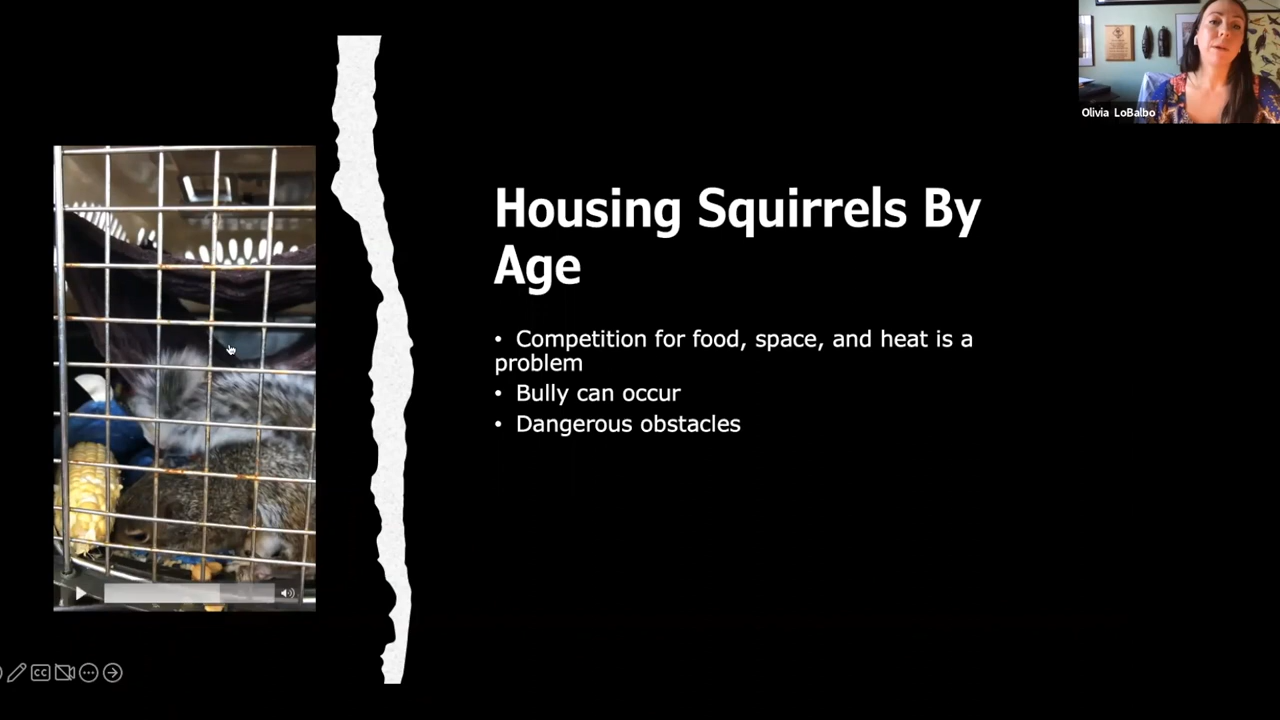 Olivia LoBalbo
Housing Squirrels By
Age
• Competition for food, space, and heat is a
problem
• Bully can occur
• Dangerous obstacles
CC